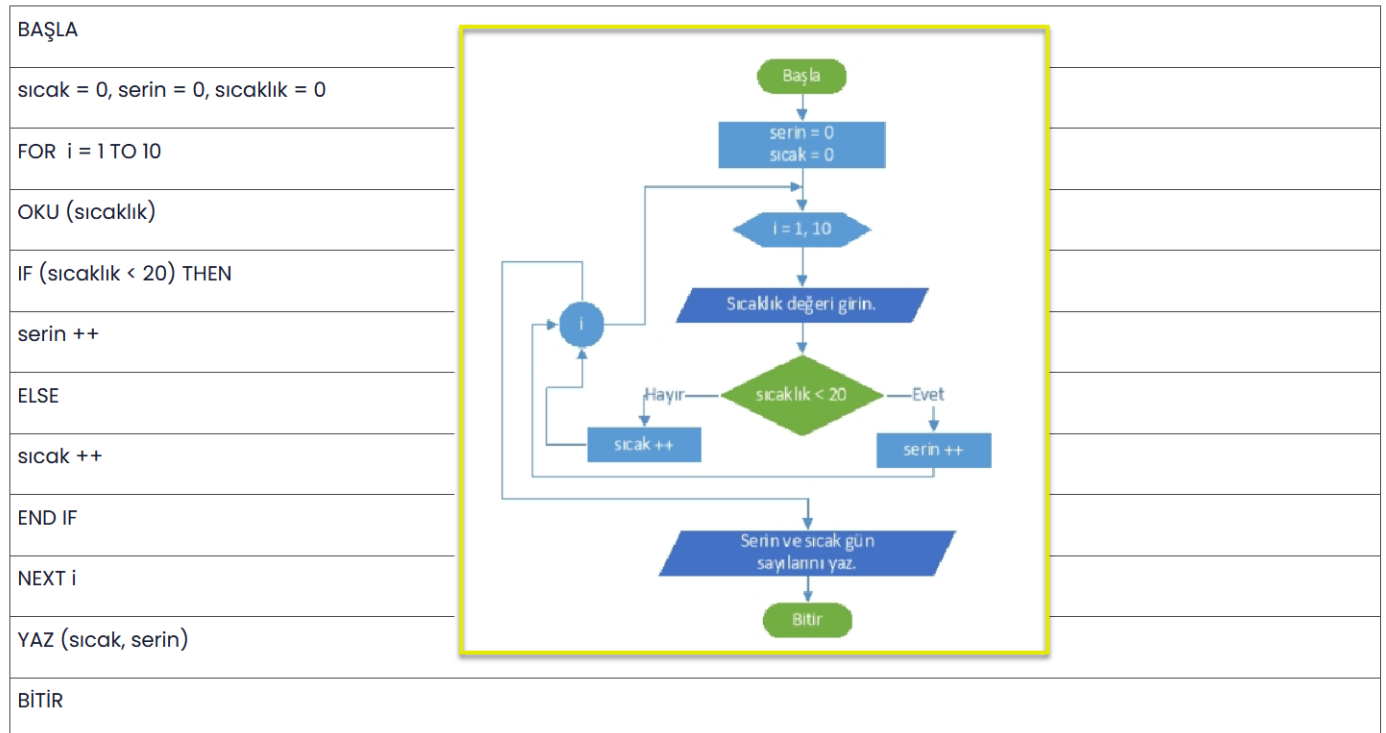 BAŞLA
sıcak = 0, serin = 0, sıcaklık = 0
FOR i = 1 TO 10
OKU (sıcaklık)
IF (sıcaklık < 20) THEN
serin ++
ELSE
sıcak ++
END IF
NEXT i
YAZ (sıcak, serin)
BİTİR
Başla
serin = 0
sıcak = 0
i = 1, 10
Sıcaklık değeri girin.
i
sıcaklık < 20
Hayır
Evet
sıcak ++
serin ++
Serin ve sıcak gün
sayılarını yaz.
Bitir